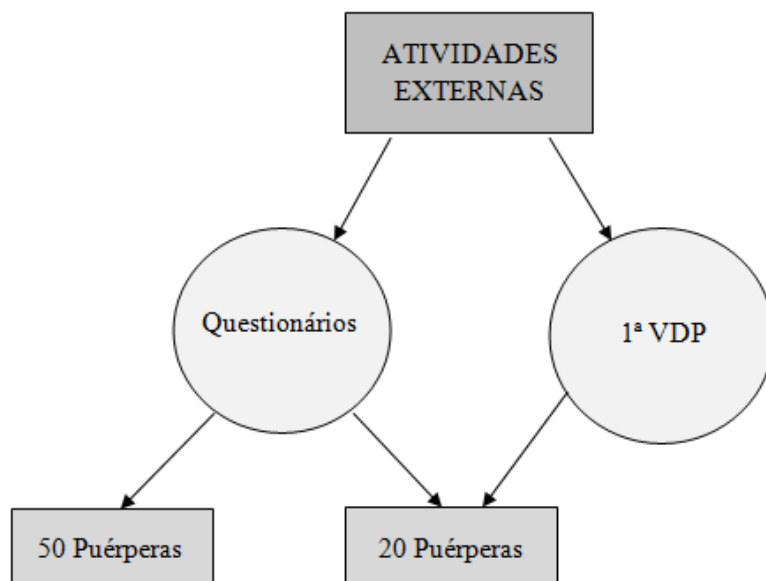 ATIVIDADES
EXTERNAS
Questionários
1ª VDP
50 Puérperas
20 Puérperas